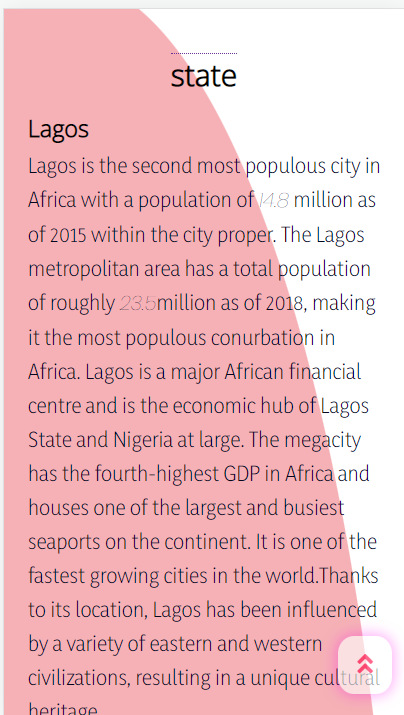 state
Lagos
Lagos is the second most populous city in
Africa with a population of 14.8 million as
of 2015 within the city proper. The Lagos
metropolitan area has a total population
of roughly 23.5million as of 2018, making
it the most populous conurbation in
Africa. Lagos is a major African financial
centre and is the economic hub of Lagos
State and Nigeria at large. The megacity
has the fourth-highest GDP in Africa and
houses one of the largest and busiest
seaports on the continent. It is one of the
fastest growing cities in the world.Thanks
to its location, Lagos has been influenced
by a variety of eastern and western
civilizations, resulting in a unique cultural
heritage